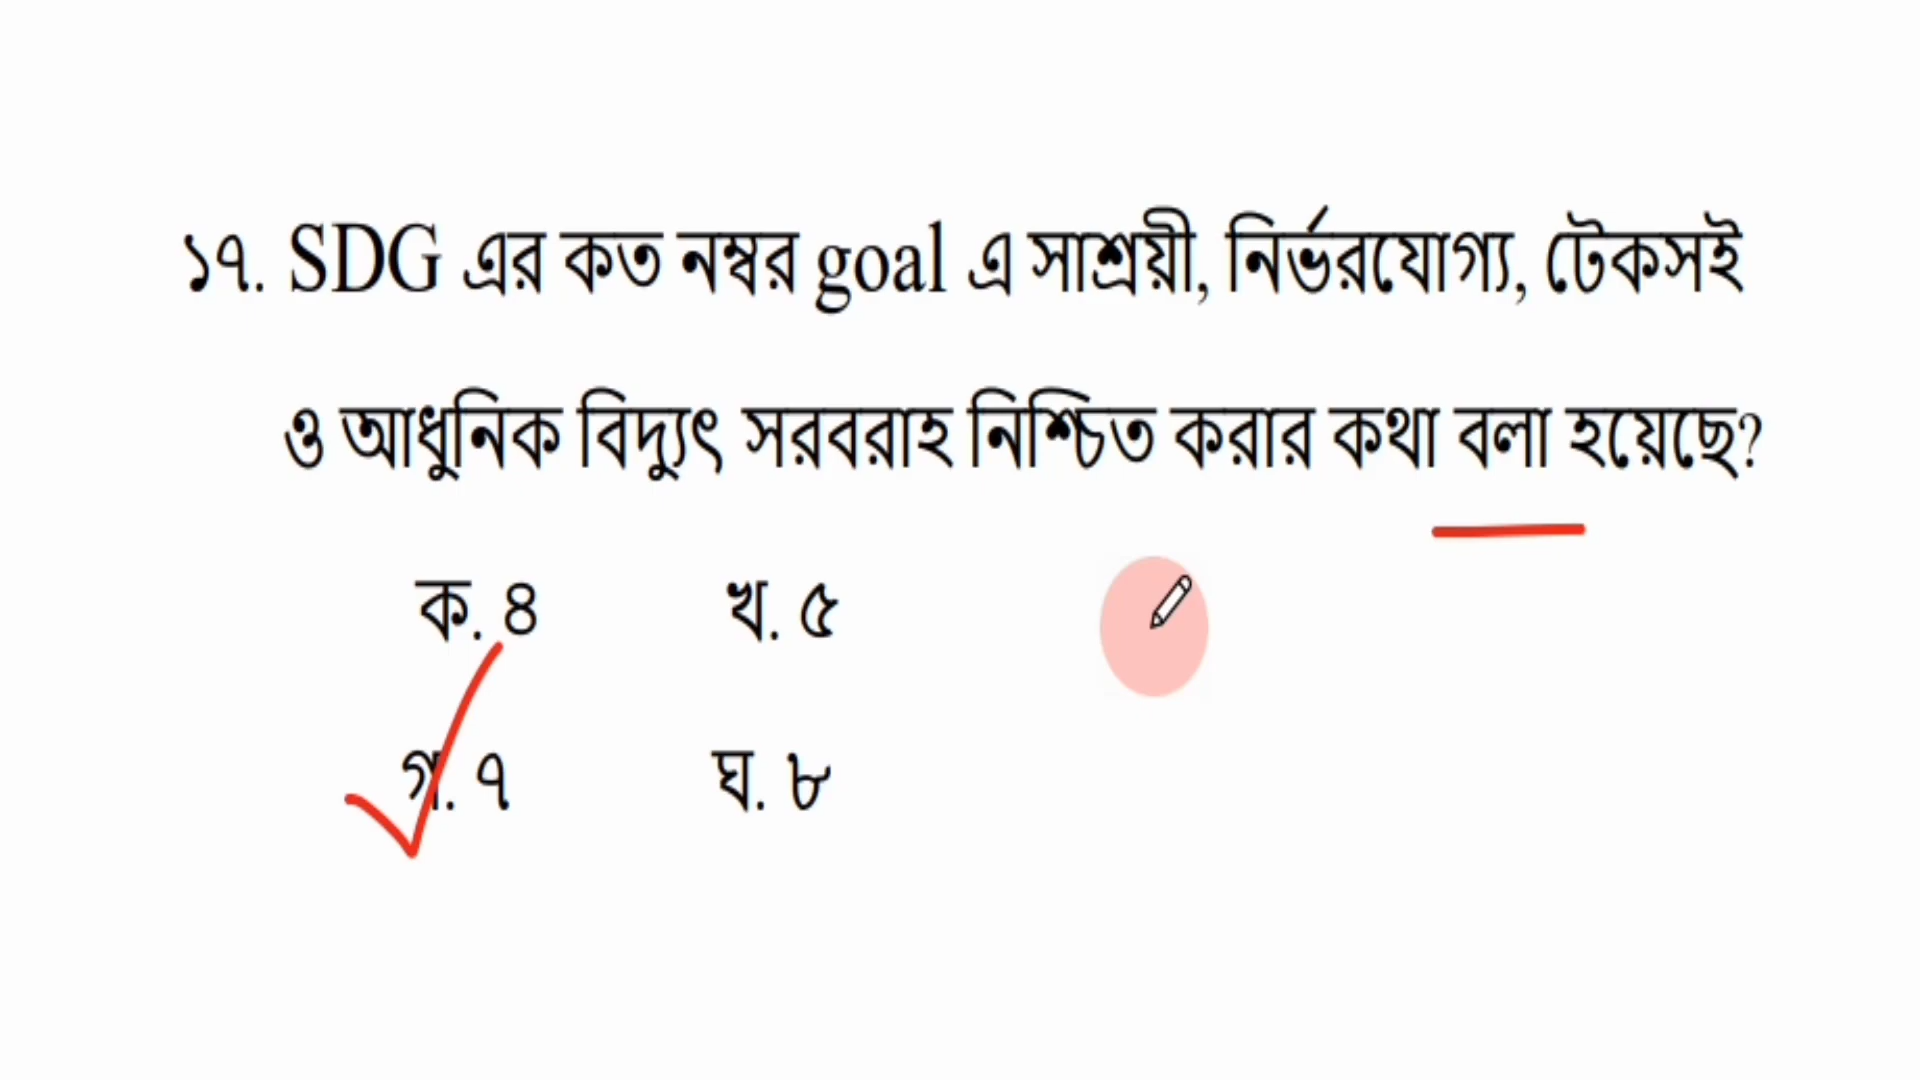 ১৭. SDG এর কত নম্বর goal এ সাশ্রয়ী, নির্ভরযোগ্য, টেকসই
ও আধুনিক বিদ্যুৎ সরবরাহ নিশ্চিত করার কথা বলা হয়েছে?
ক. ৪ খ. ৫
গ. ৭ ঘ. ৮